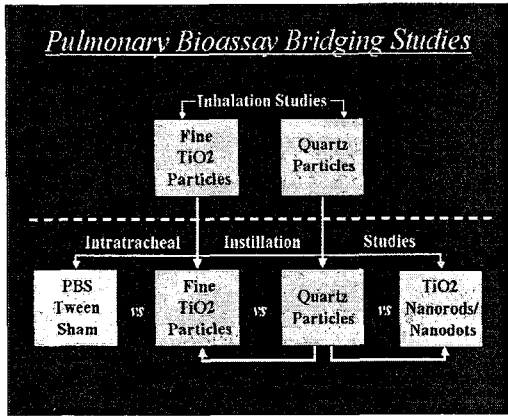 Pulmonary Bioassay Bridging Studies
Inhalation Studies
Fine
TiO2
Particles
Quartz
Particles
Intratracheal Instillation Studies
PBS
Tween
Sham
vs
Fine
TiO2
Particles
vs
Quartz
Particles
vs
TiO2
Nanorods/
Nanodots